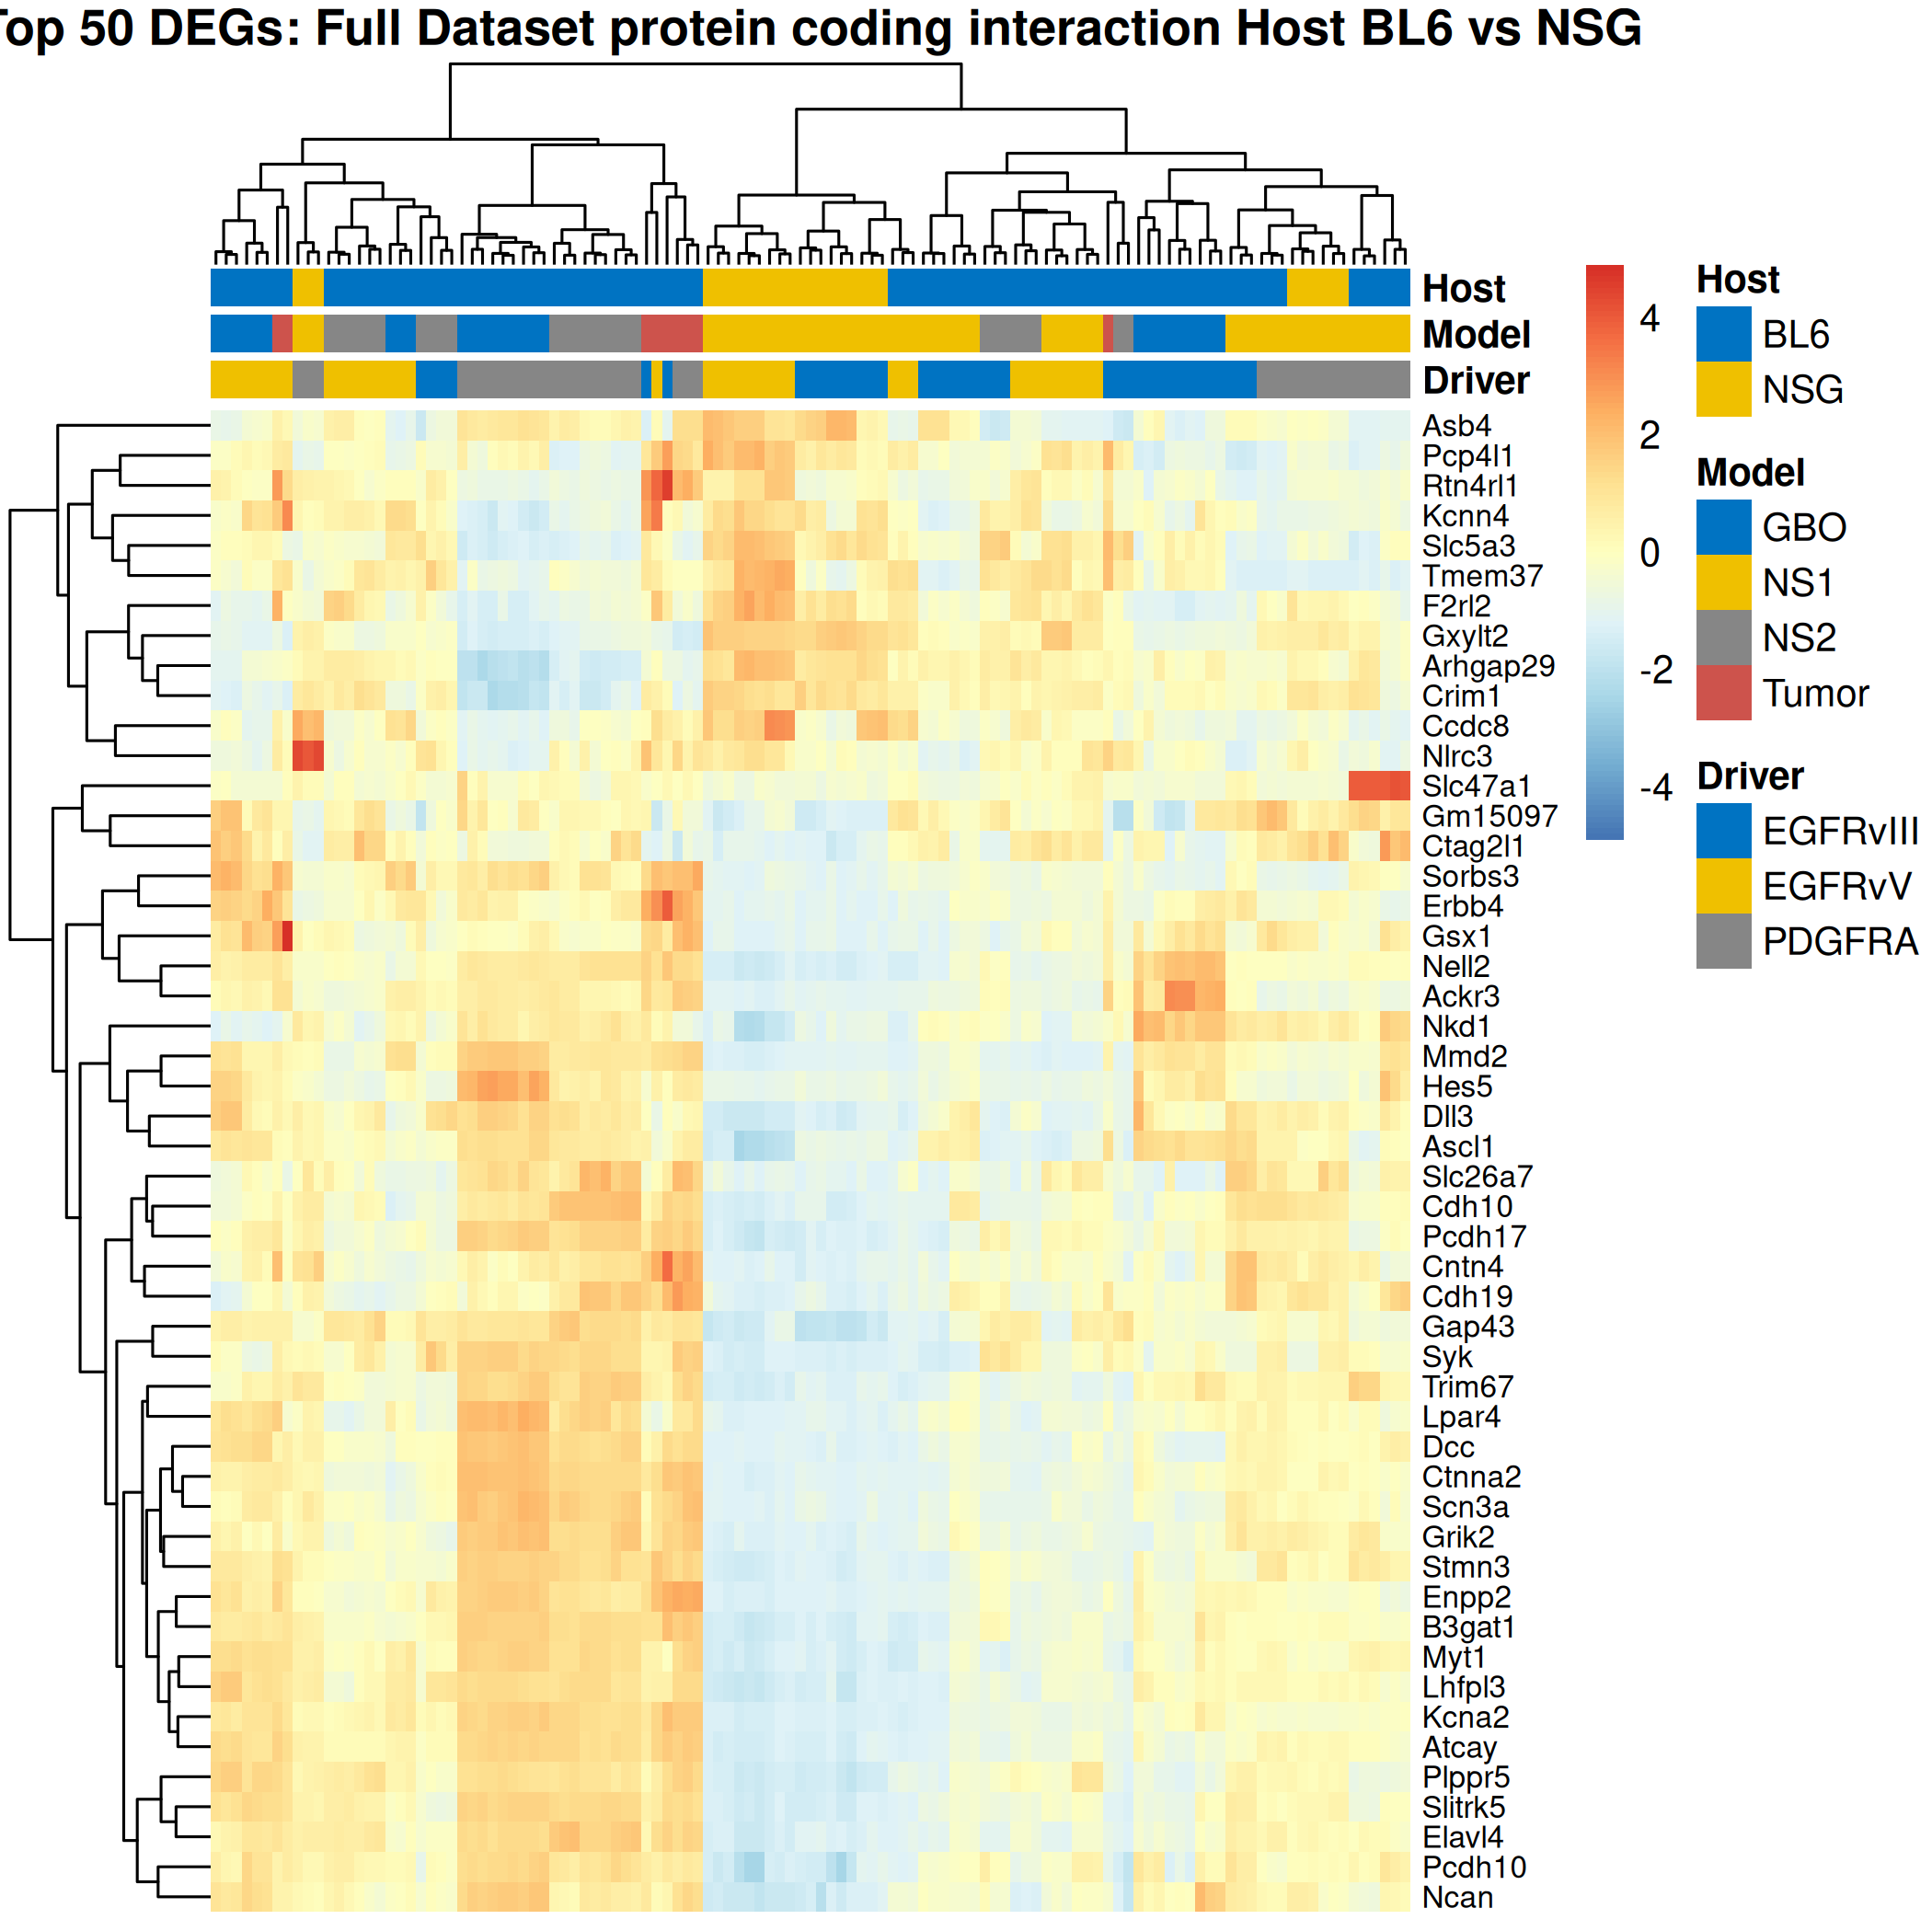 op 50 DEGs: Full Dataset protein coding interaction Host BL6 vs NSG
Host
Model
Driver
Asb4
Pcp4l1
Rtn4rl1
Kcnn4
Slc5a3
Tmem37
F2rl2
Gxylt2
Arhgap29
Crim1
Ccdc8
Nlrc3
Slc47a1
Gm15097
Ctag2l1
Sorbs3
Erbb4
Gsx1
Nell2
Ackr3
Nkd1
Mmd2
Hes5
Dll3
Ascl1
Slc26a7
Cdh10
Pcdh17
Cntn4
Cdh19
Gap43
Syk
Trim67
Lpar4
Dcc
Ctnna2
Scn3a
Grik2
Stmn3
Enpp2
B3gat1
Myt1
Lhfpl3
Kcna2
Atcay
Plppr5
Slitrk5
Elavl4
Pcdh10
Ncan
4
2
0
-2
-4
Host
BL6
NSG
Model
GBO
NS1
NS2
Tumor
Driver
EGFRvIII
EGFRvV
PDGFRA